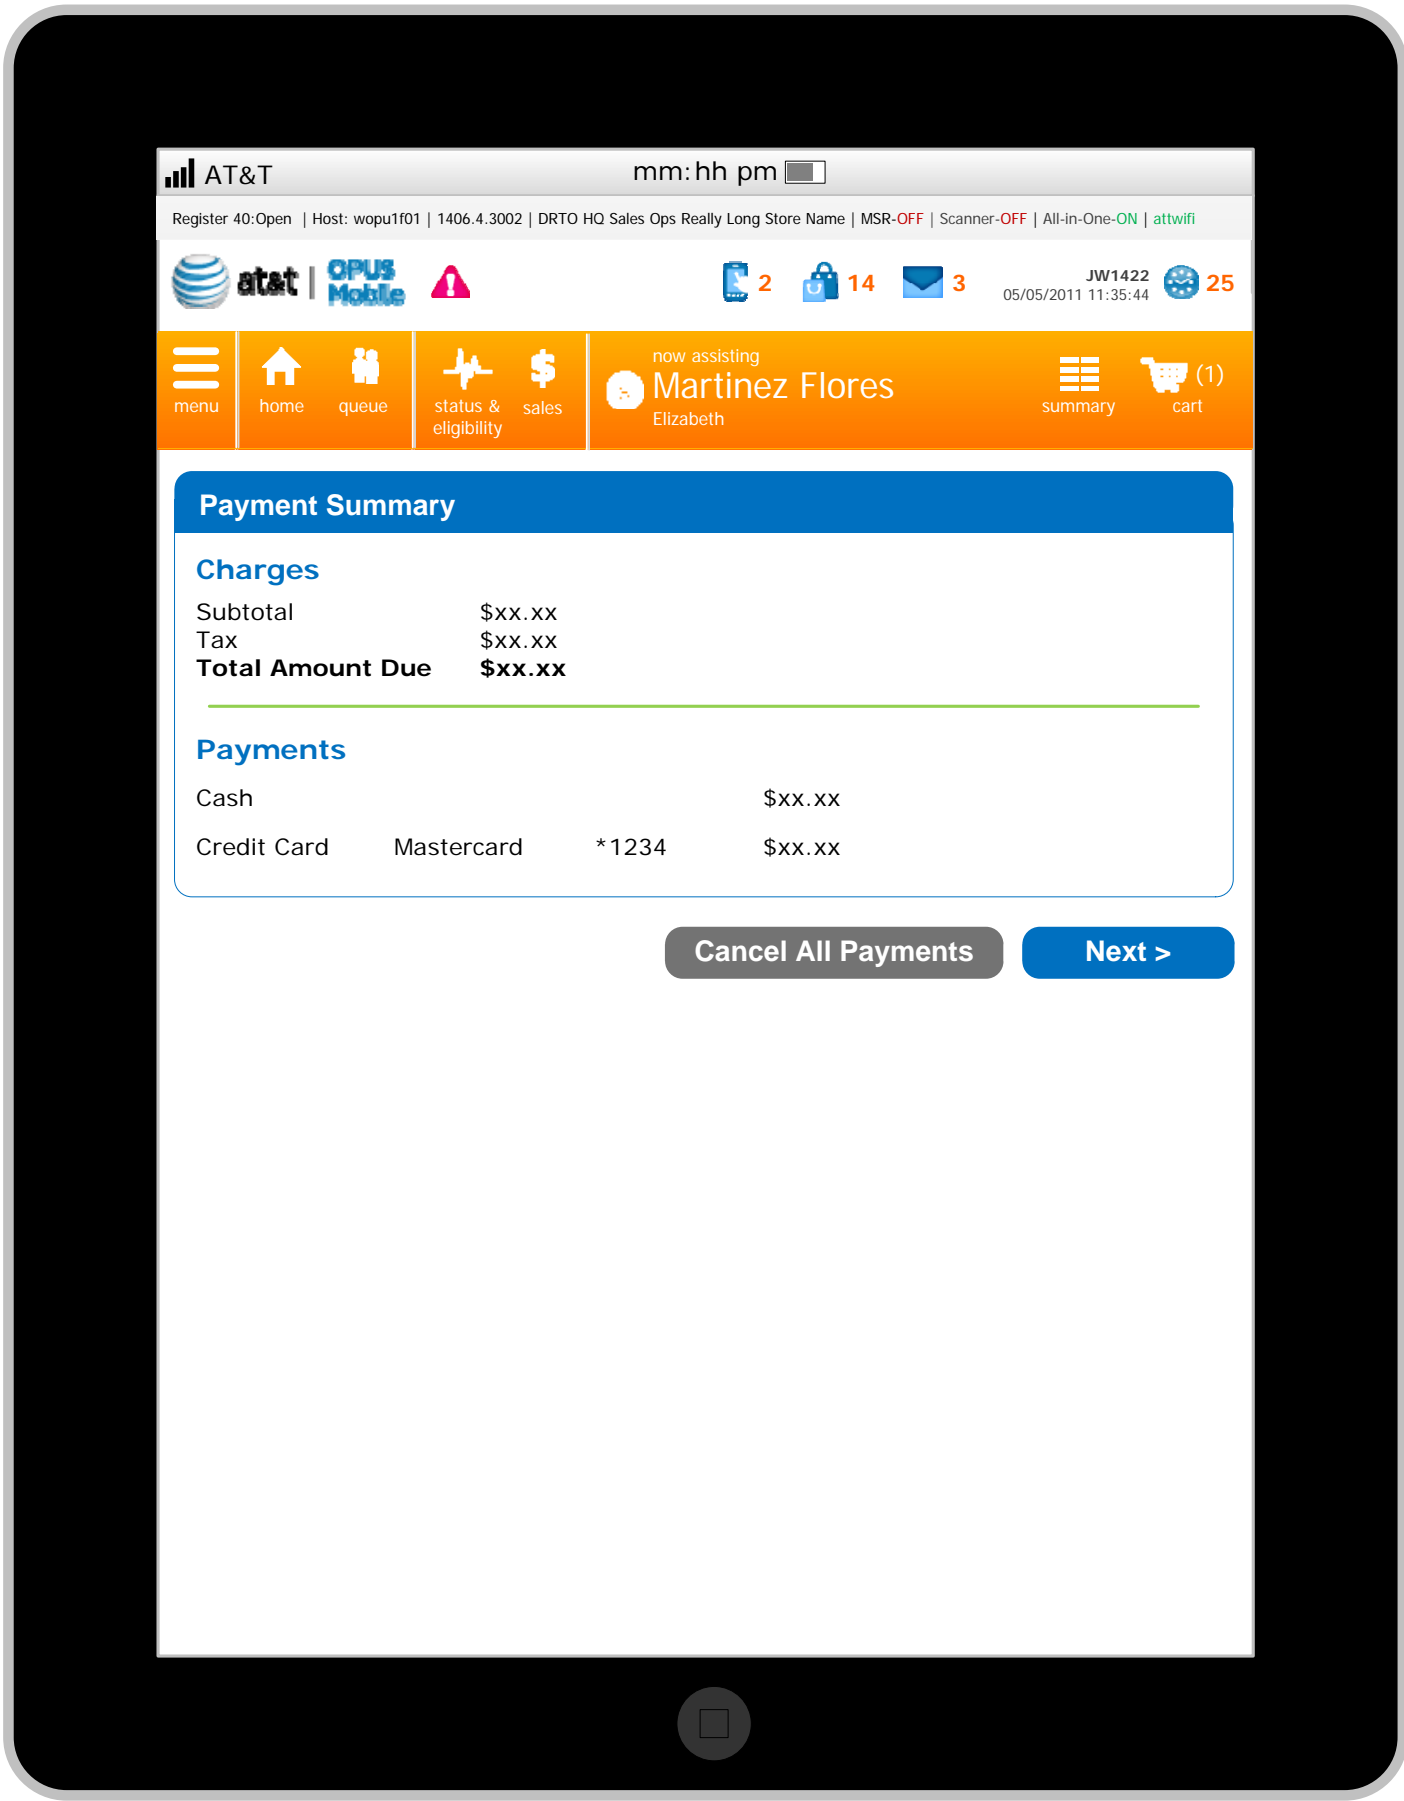 AT&T mm:hh pm
Register 40:Open | Host: wopu1f01 | 1406.4.3002 | DRTO HQ Sales Ops Really Long Store Name | MSR-OFF | Scanner-OFF | All-in-One-ON | attwifi
at&t | OPUS Mobile
2 14 3 JW1422 25
05/05/2011 11:35:44
menu home queue status & eligibility sales
now assisting
Martinez Flores
Elizabeth
summary (1) cart
Payment Summary
Charges
Subtotal $xx.xx
Tax $xx.xx
Total Amount Due $xx.xx
Payments
Cash $xx.xx
Credit Card Mastercard *1234 $xx.xx
Cancel All Payments Next >